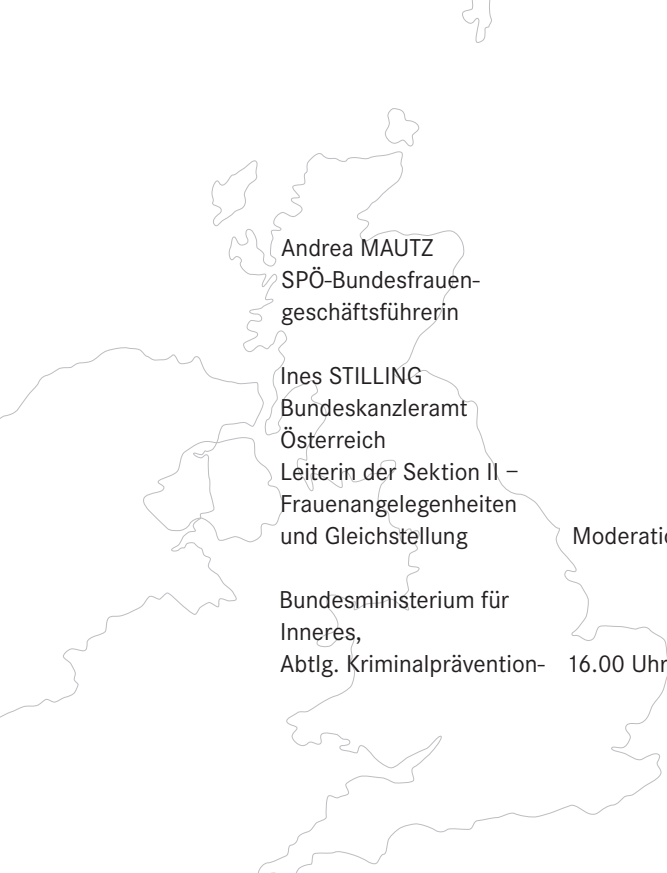 Andrea MAUTZ
SPÖ-Bundesfrauen-
geschäftsführerin
Ines STILLING
Bundeskanzleramt
Österreich
Leiterin der Sektion II –
Frauenangelegenheiten
und Gleichstellung
Bundesministerium für
Inneres,
Abtlg. Kriminalprävention-
Moderatio
16.00 Uhr